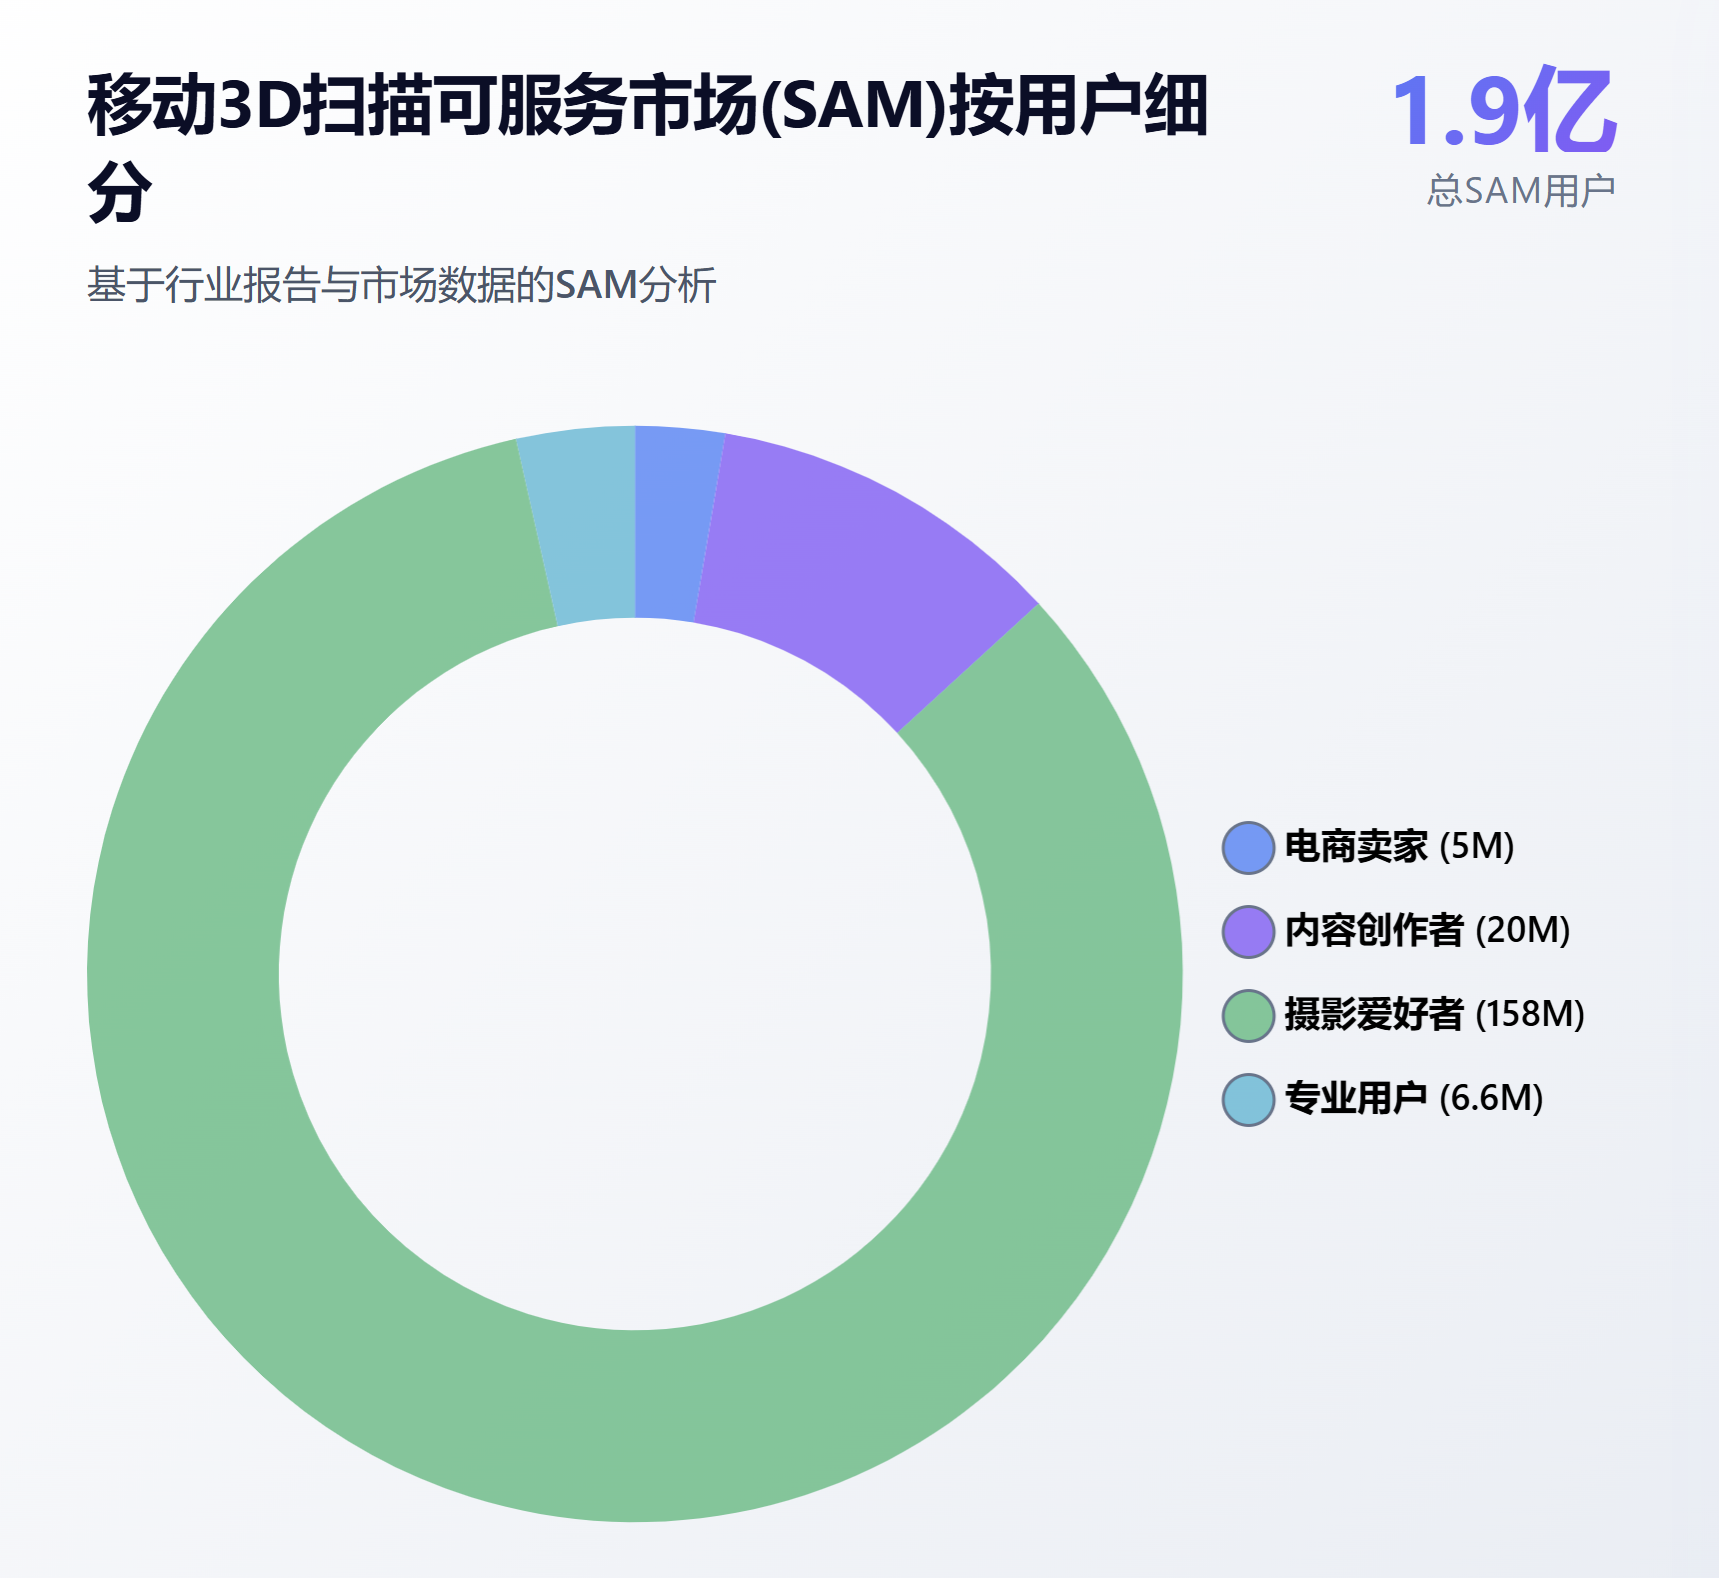 移动3D扫描可服务市场(SAM)按用户细
分
1.9亿
总SAM用户
基于行业报告与市场数据的SAM分析
电商卖家 (5M)
内容创作者 (20M)
摄影爱好者 (158M)
专业用户 (6.6M)